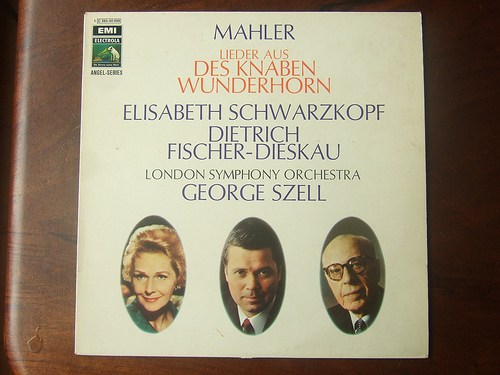 EMI
ELECTROLA
ANGEL-SERIES
MAHLER
LIEDER AUS
DES KNABEN
WUNDERHORN
ELISABETH SCHWARZKOPF
DIETRICH
FISCHER-DIESKAU
LONDON SYMPHONY ORCHESTRA
GEORGE SZELL